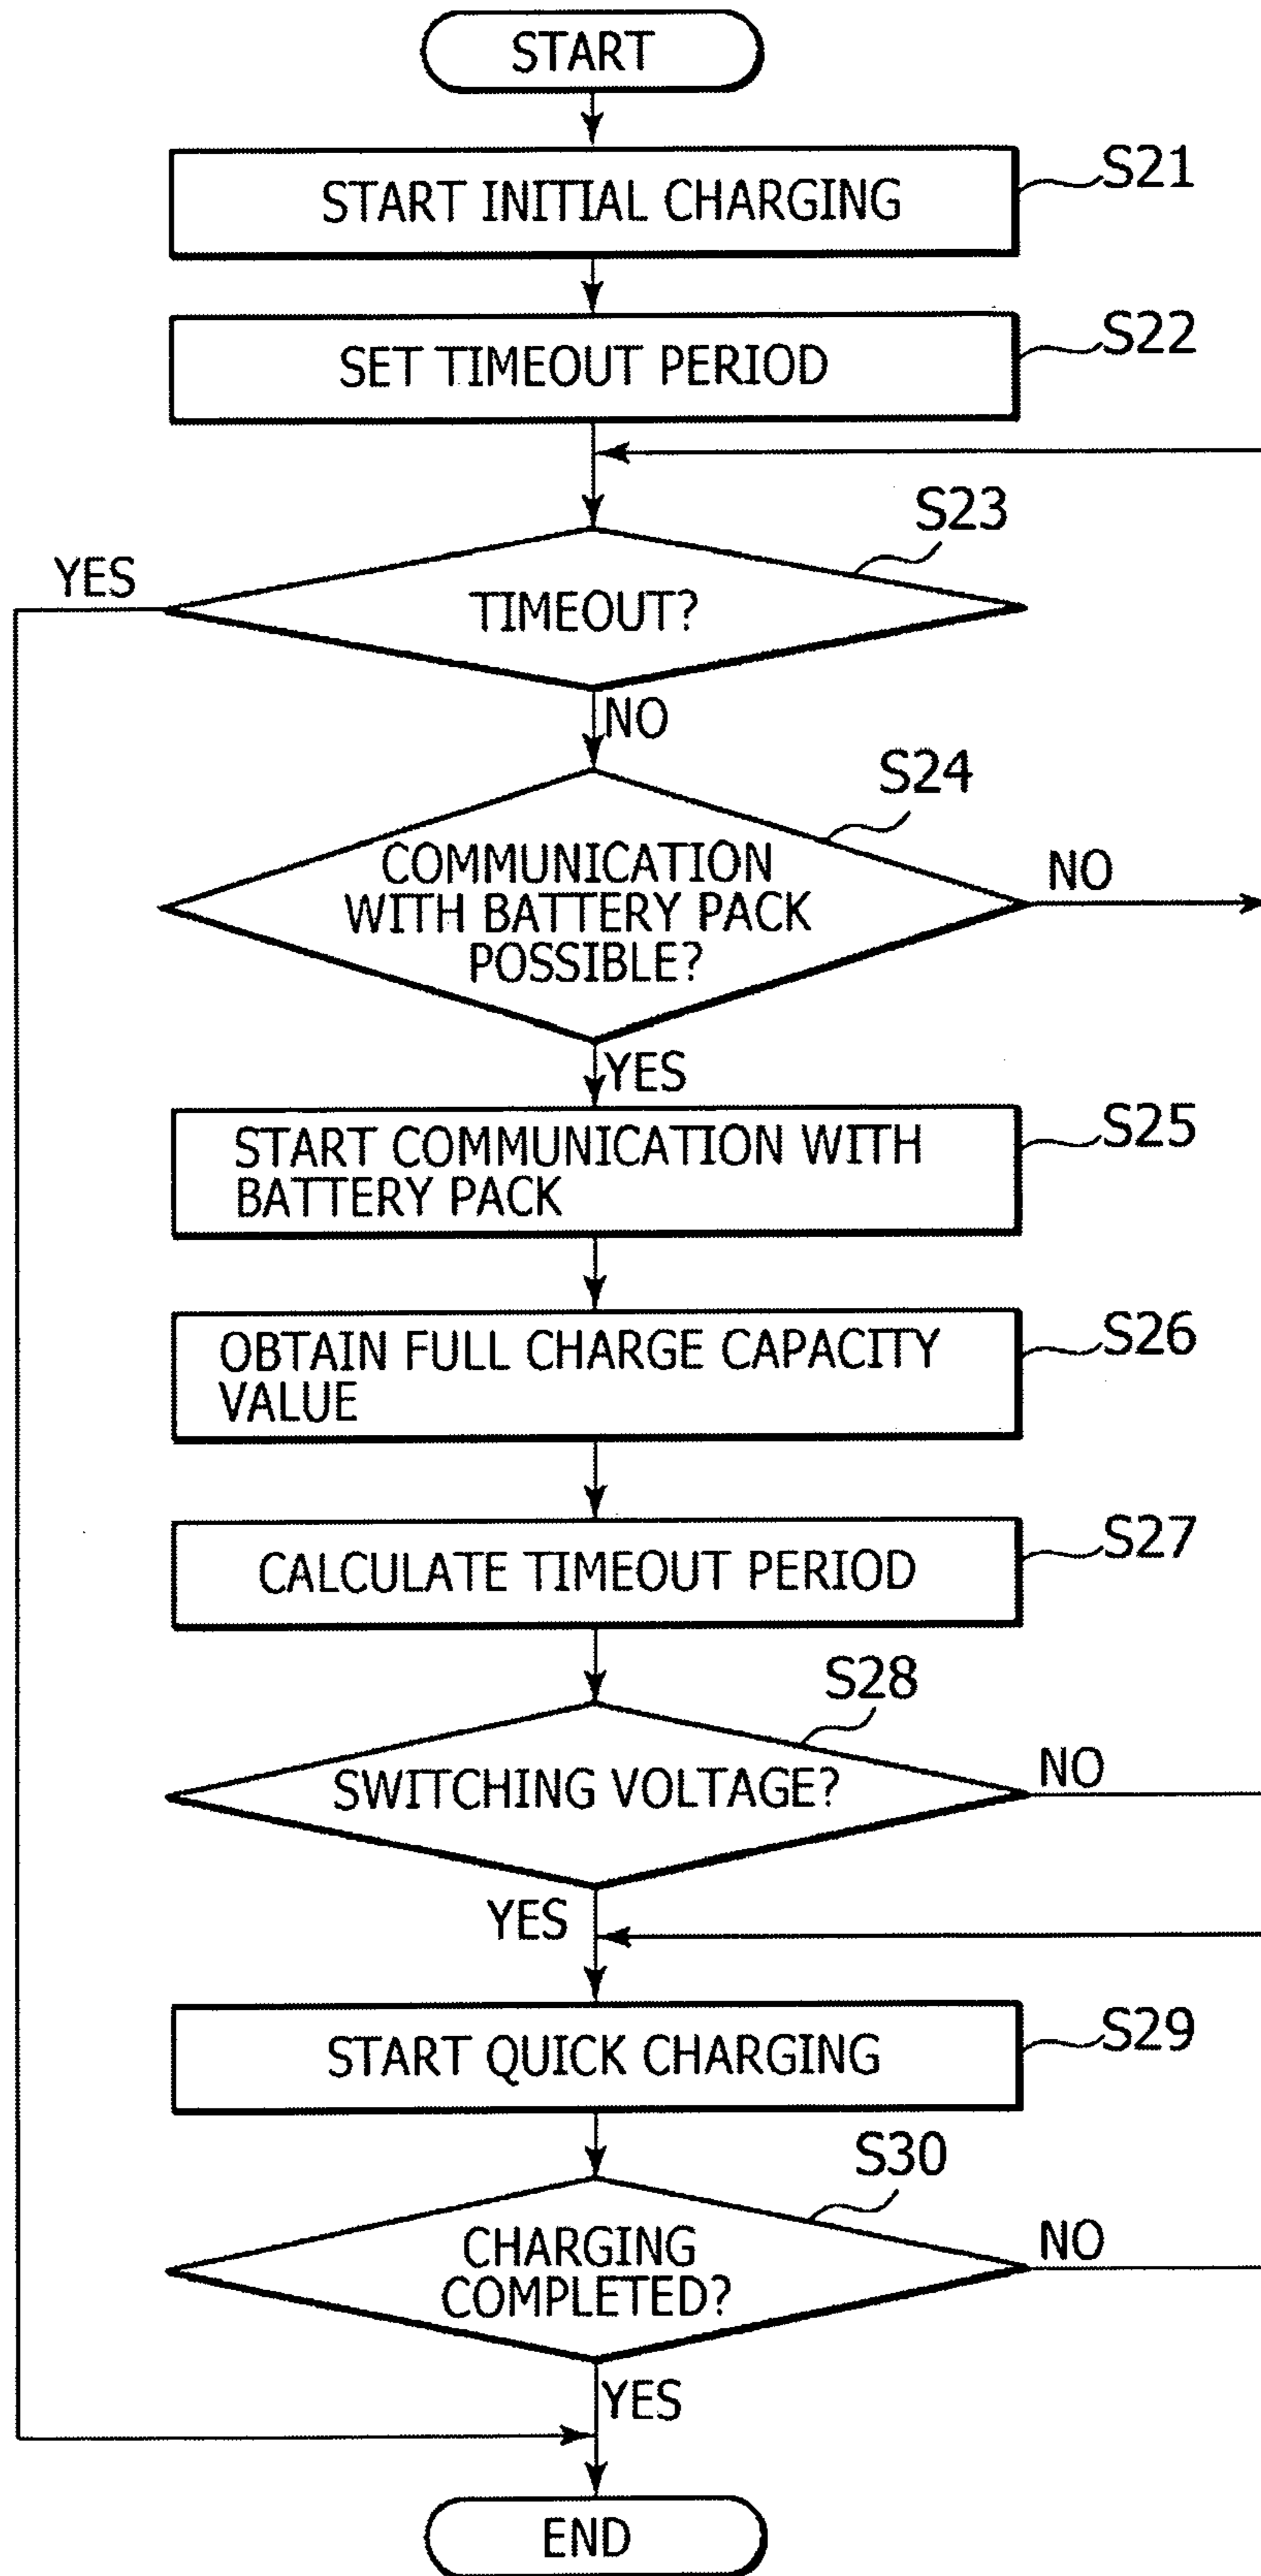 START
START INITIAL CHARGING
S21
SET TIMEOUT PERIOD
S22
S23
YES
TIMEOUT?
NO
S24
COMMUNICATION
WITH BATTERY PACK
POSSIBLE?
NO
YES
START COMMUNICATION WITH
BATTERY PACK
S25
OBTAIN FULL CHARGE CAPACITY
VALUE
S26
CALCULATE TIMEOUT PERIOD
S27
S28
SWITCHING VOLTAGE?
NO
YES
START QUICK CHARGING
S29
S30
CHARGING
COMPLETED?
NO
YES
END